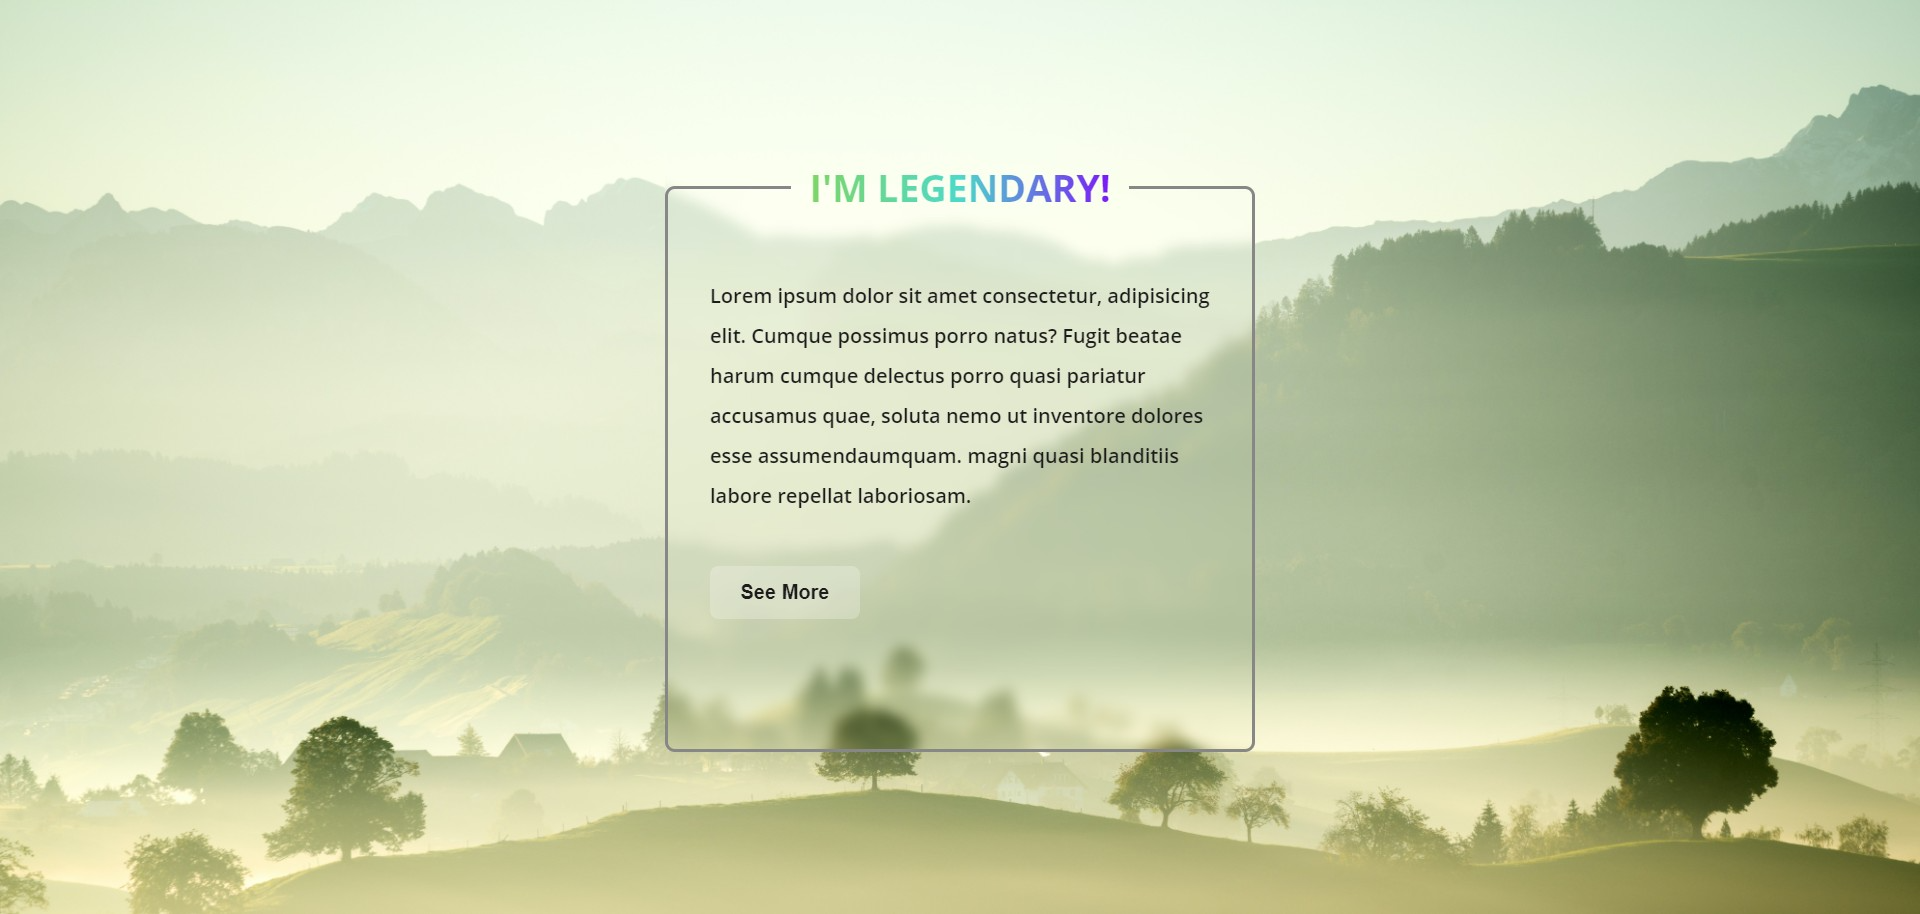 I'M LEGENDARY!
Lorem ipsum dolor sit amet consectetur, adipisicing
elit. Cumque possimus porro natus? Fugit beatae
harum cumque delectus porro quasi pariatur
accusamus quae, soluta nemo ut inventore dolores
esse assumendaumquam. magni quasi blanditiis
labore repellat laboriosam.
See More